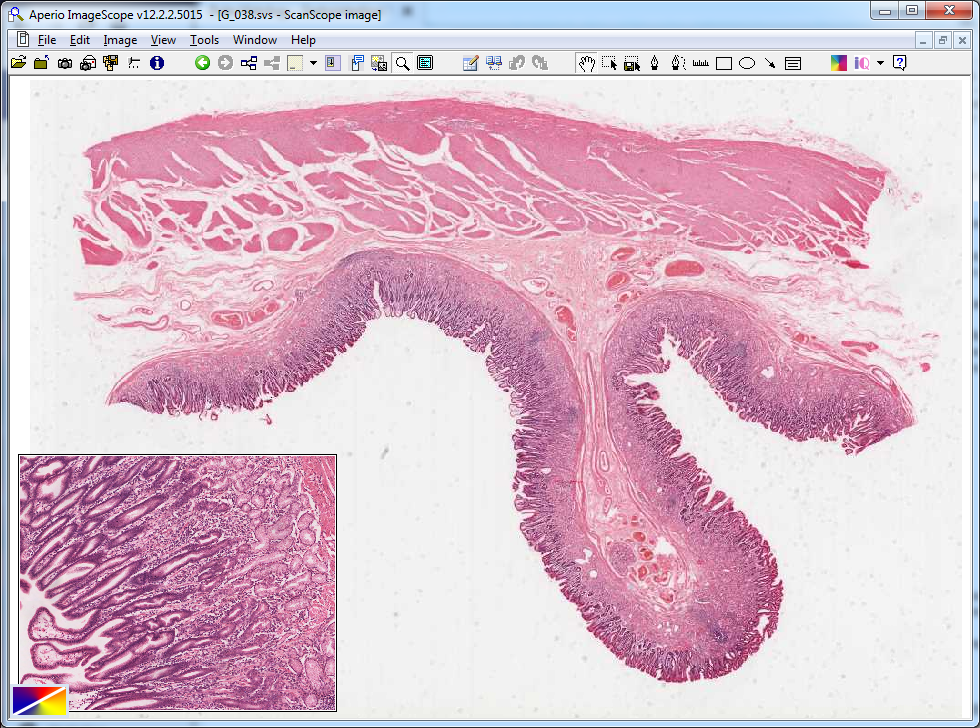 Aperio ImageScope v12.2.2.5015 - [G_038.svs - ScanScope image]
File Edit Image View Tools Window Help
iQ